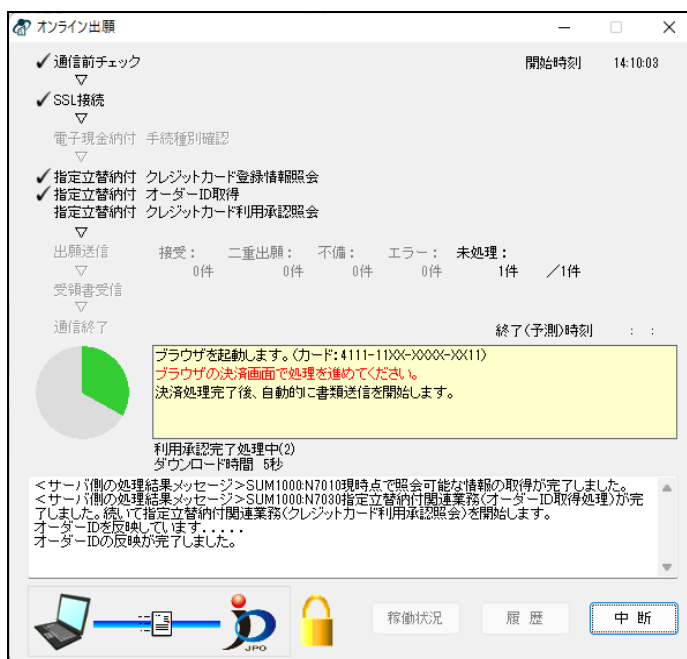 オンライン出願
✓通信前チェック 開始時刻 14:10:03
▽
✓SSL接続
▽
電子現金納付 手続種別確認
▽
✓指定立替納付 クレジットカード登録情報照会
✓指定立替納付 オーダーID取得
指定立替納付 クレジットカード利用承認照会
▽
出願送信 接受： 二重出願： 不備： エラー： 未処理：
▽ 0件 0件 0件 0件 1件 ／1件
受領書受信
▽
通信終了 終了(予測)時刻 : :
ブラウザを起動します。(カード:4111-11XX-XXXX-XX11)
ブラウザの決済画面で処理を進めてください。
決済処理完了後、自動的に書類送信を開始します。
利用承認完了処理中(2)
ダウンロード時間 5秒
＜サーバ側の処理結果メッセージ＞SUM1000:N7010現時点で照会可能な情報の取得が完了しました。
＜サーバ側の処理結果メッセージ＞SUM1000:N7030指定立替納付関連業務(オーダーID取得処理)が完
了しました。続いて指定立替納付関連業務(クレジットカード利用承認照会)を開始します。
オーダーIDを反映しています.....
オーダーIDの反映が完了しました。
JPO
稼働状況 履歴 中断